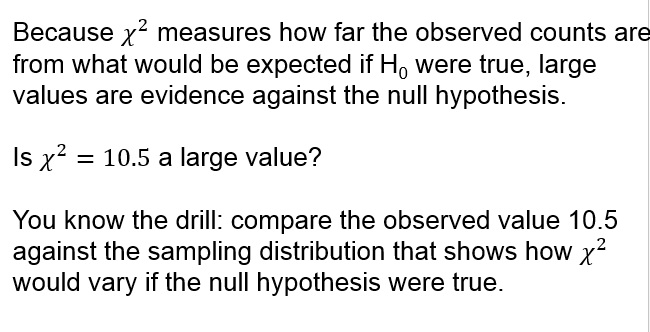 Because χ² measures how far the observed counts are
from what would be expected if H₀ were true, large
values are evidence against the null hypothesis.
Is χ² = 10.5 a large value?
You know the drill: compare the observed value 10.5
against the sampling distribution that shows how χ²
would vary if the null hypothesis were true.